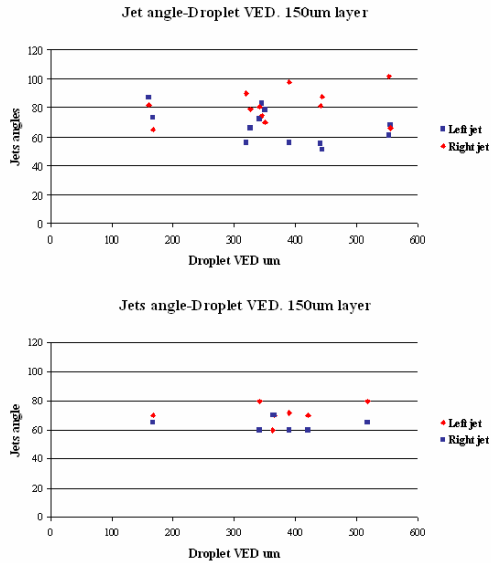 Jet angle-Droplet VED. 150um layer
120
100
80
60
40
20
0
Jets angles
0 100 200 300 400 500 600
Droplet VED um
Left jet
Right jet
Jets angle-Droplet VED. 150um layer
120
100
80
60
40
20
0
Jets angle
0 100 200 300 400 500 600
Droplet VED um
Left jet
Right jet